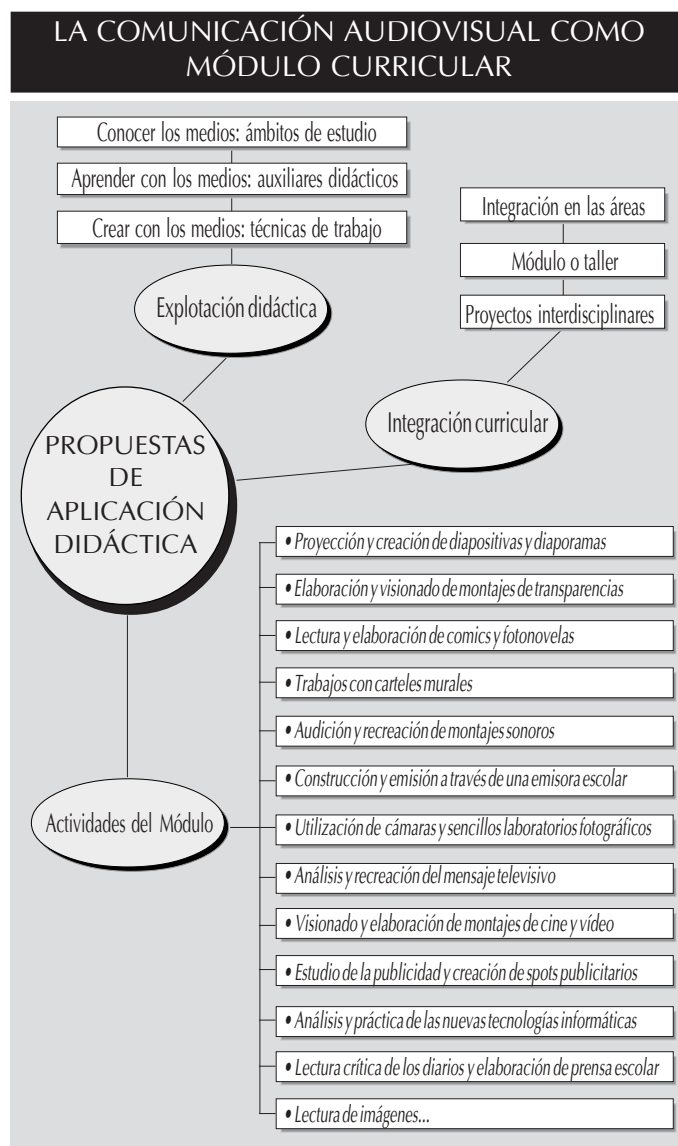 LA COMUNICACIÓN AUDIOVISUAL COMO
MÓDULO CURRICULAR
Conocer los medios: ámbitos de estudio
Aprender con los medios: auxiliares didácticos
Crear con los medios: técnicas de trabajo
Explotación didáctica
Integración en las áreas
Módulo o taller
Proyectos interdisciplinares
Integración curricular
PROPUESTAS
DE
APLICACIÓN
DIDÁCTICA
Actividades del Módulo
• Proyección y creación de diapositivas y diaporamas
• Elaboración y visionado de montajes de transparencias
• Lectura y elaboración de comics y fotonovelas
• Trabajos con carteles murales
• Audición y recreación de montajes sonoros
• Construcción y emisión a través de una emisora escolar
• Utilización de cámaras y sencillos laboratorios fotográficos
• Análisis y recreación del mensaje televisivo
• Visionado y elaboración de montajes de cine y vídeo
• Estudio de la publicidad y creación de spots publicitarios
• Análisis y práctica de las nuevas tecnologías informáticas
• Lectura crítica de los diarios y elaboración de prensa escolar
• Lectura de imágenes...